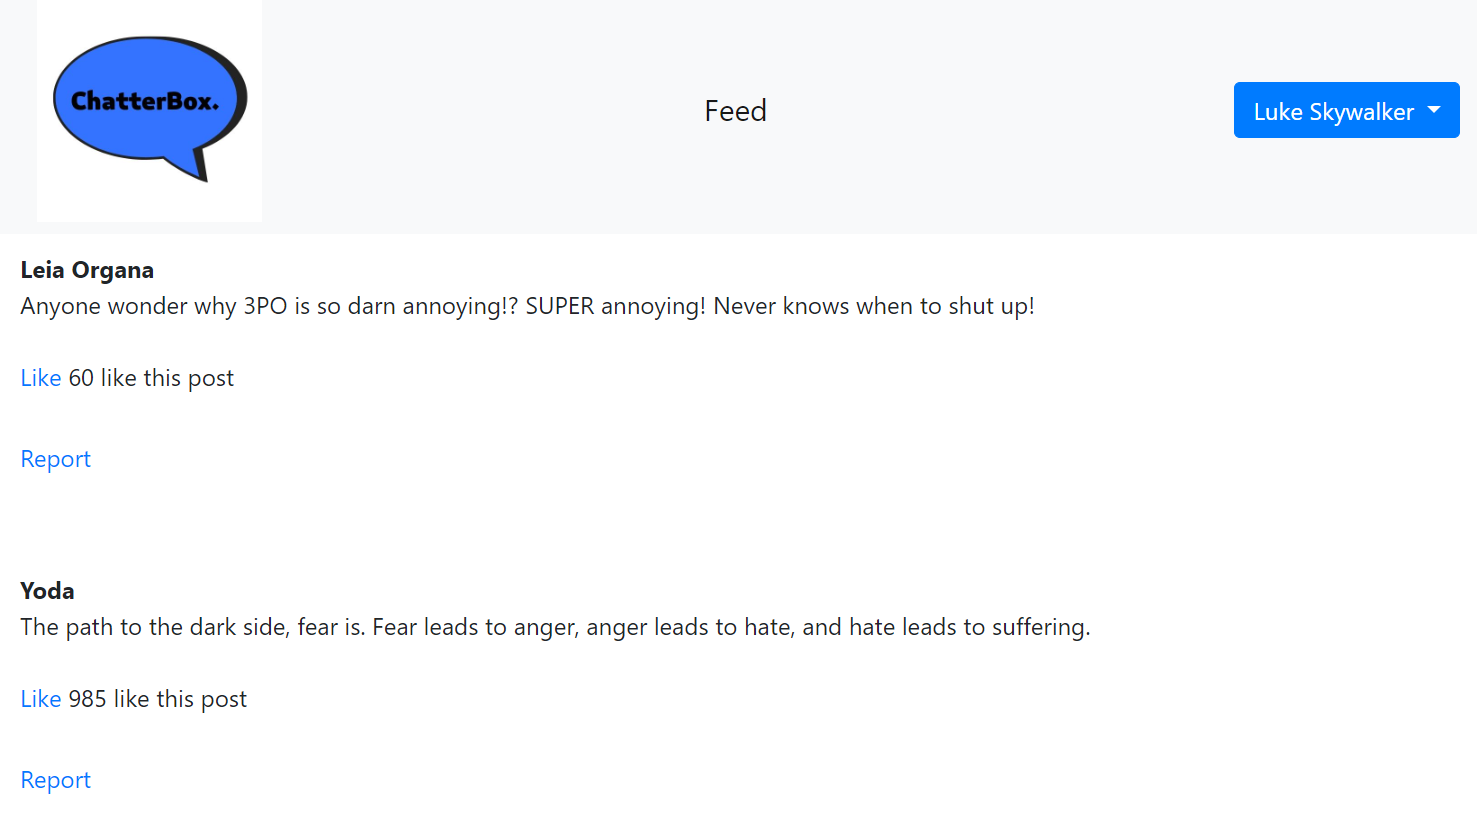 ChatterBox.
Feed
Luke Skywalker
Leia Organa
Anyone wonder why 3PO is so darn annoying!? SUPER annoying! Never knows when to shut up!
Like 60 like this post
Report
Yoda
The path to the dark side, fear is. Fear leads to anger, anger leads to hate, and hate leads to suffering.
Like 985 like this post
Report